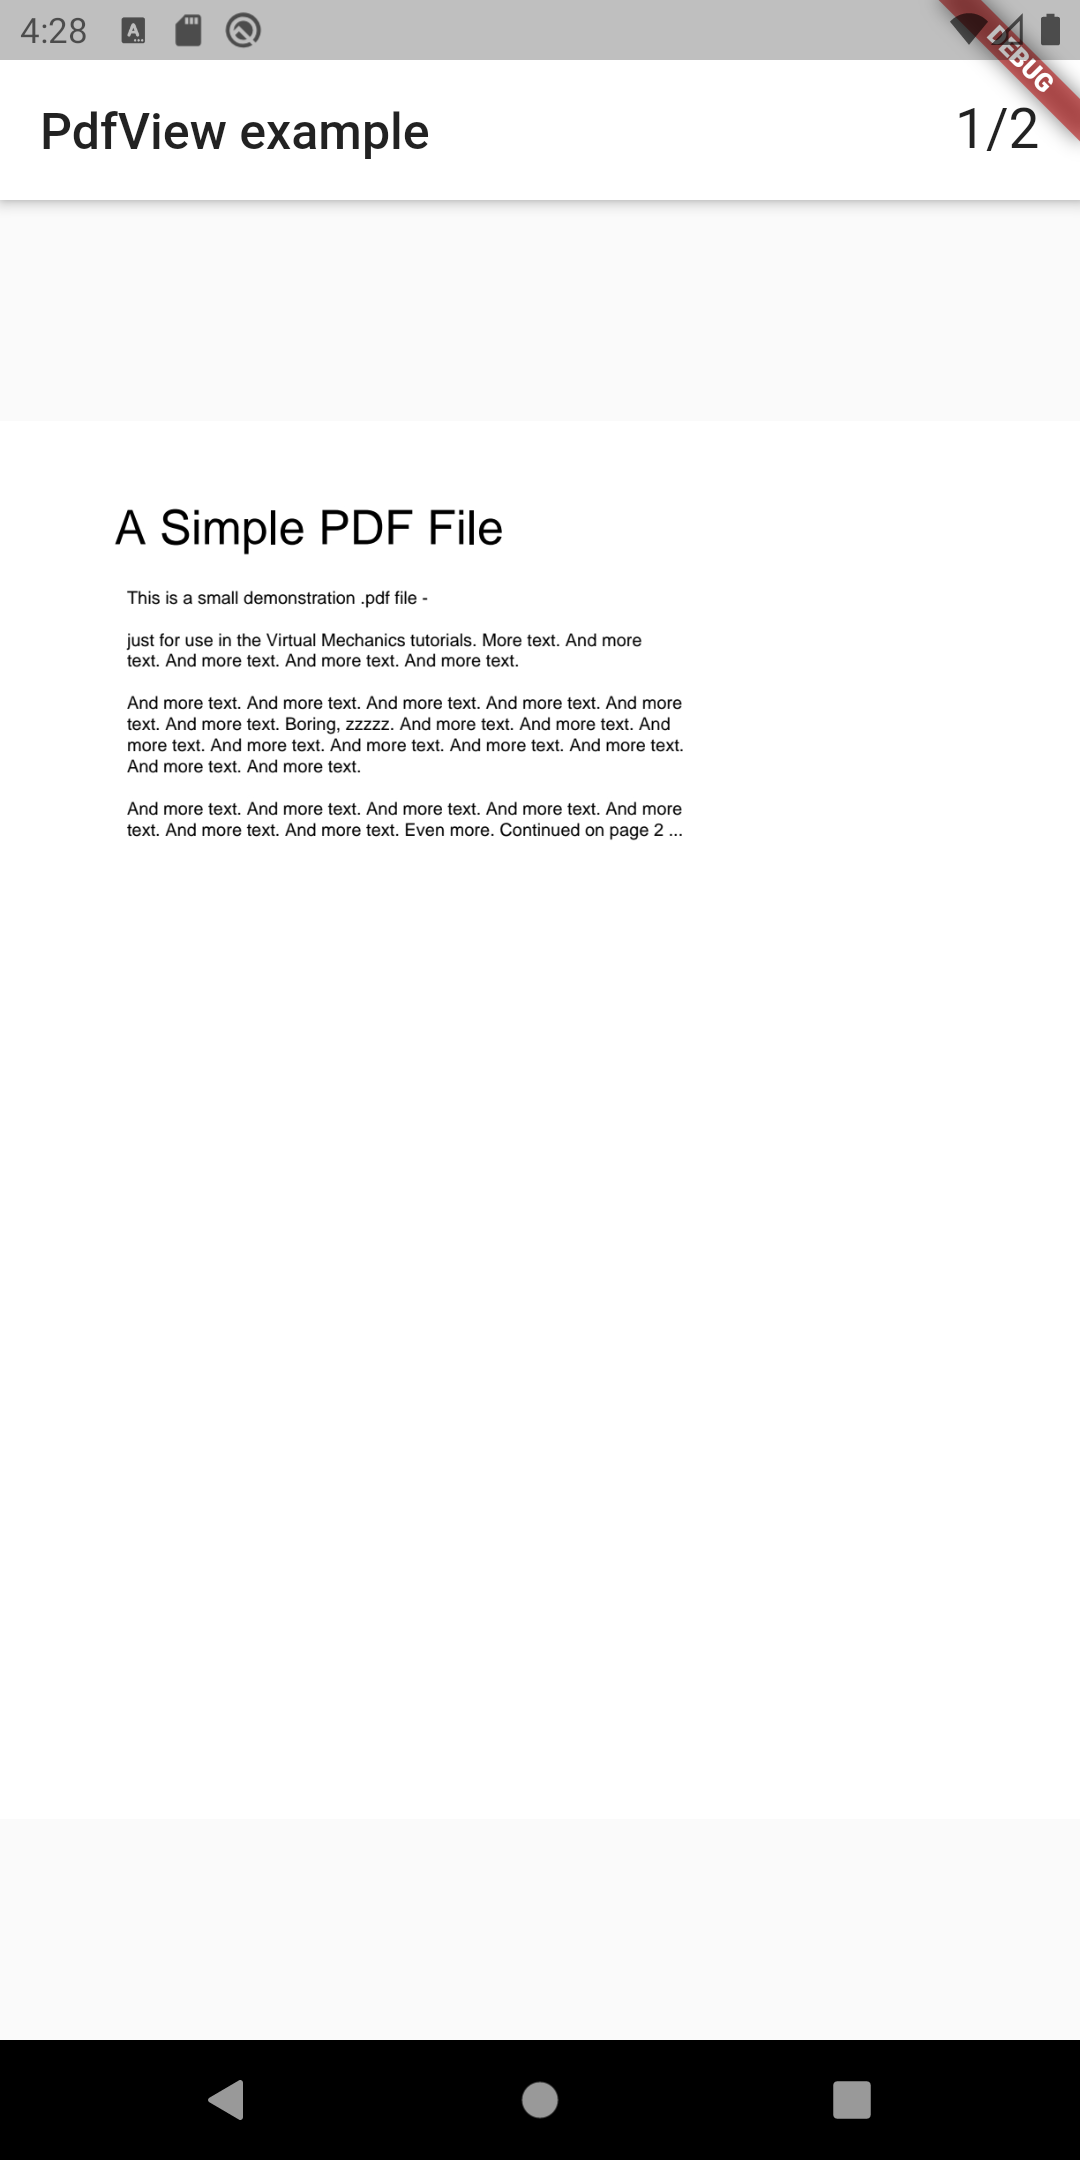 4:28
DEBUG
PdfView example
1/2
A Simple PDF File
This is a small demonstration .pdf file -
just for use in the Virtual Mechanics tutorials. More text. And more
text. And more text. And more text. And more text.
And more text. And more text. And more text. And more text. And more
text. And more text. Boring, zzzzz. And more text. And more text. And
more text. And more text. And more text. And more text. And more text.
And more text. And more text.
And more text. And more text. And more text. And more text. And more
text. And more text. And more text. Even more. Continued on page 2 ...